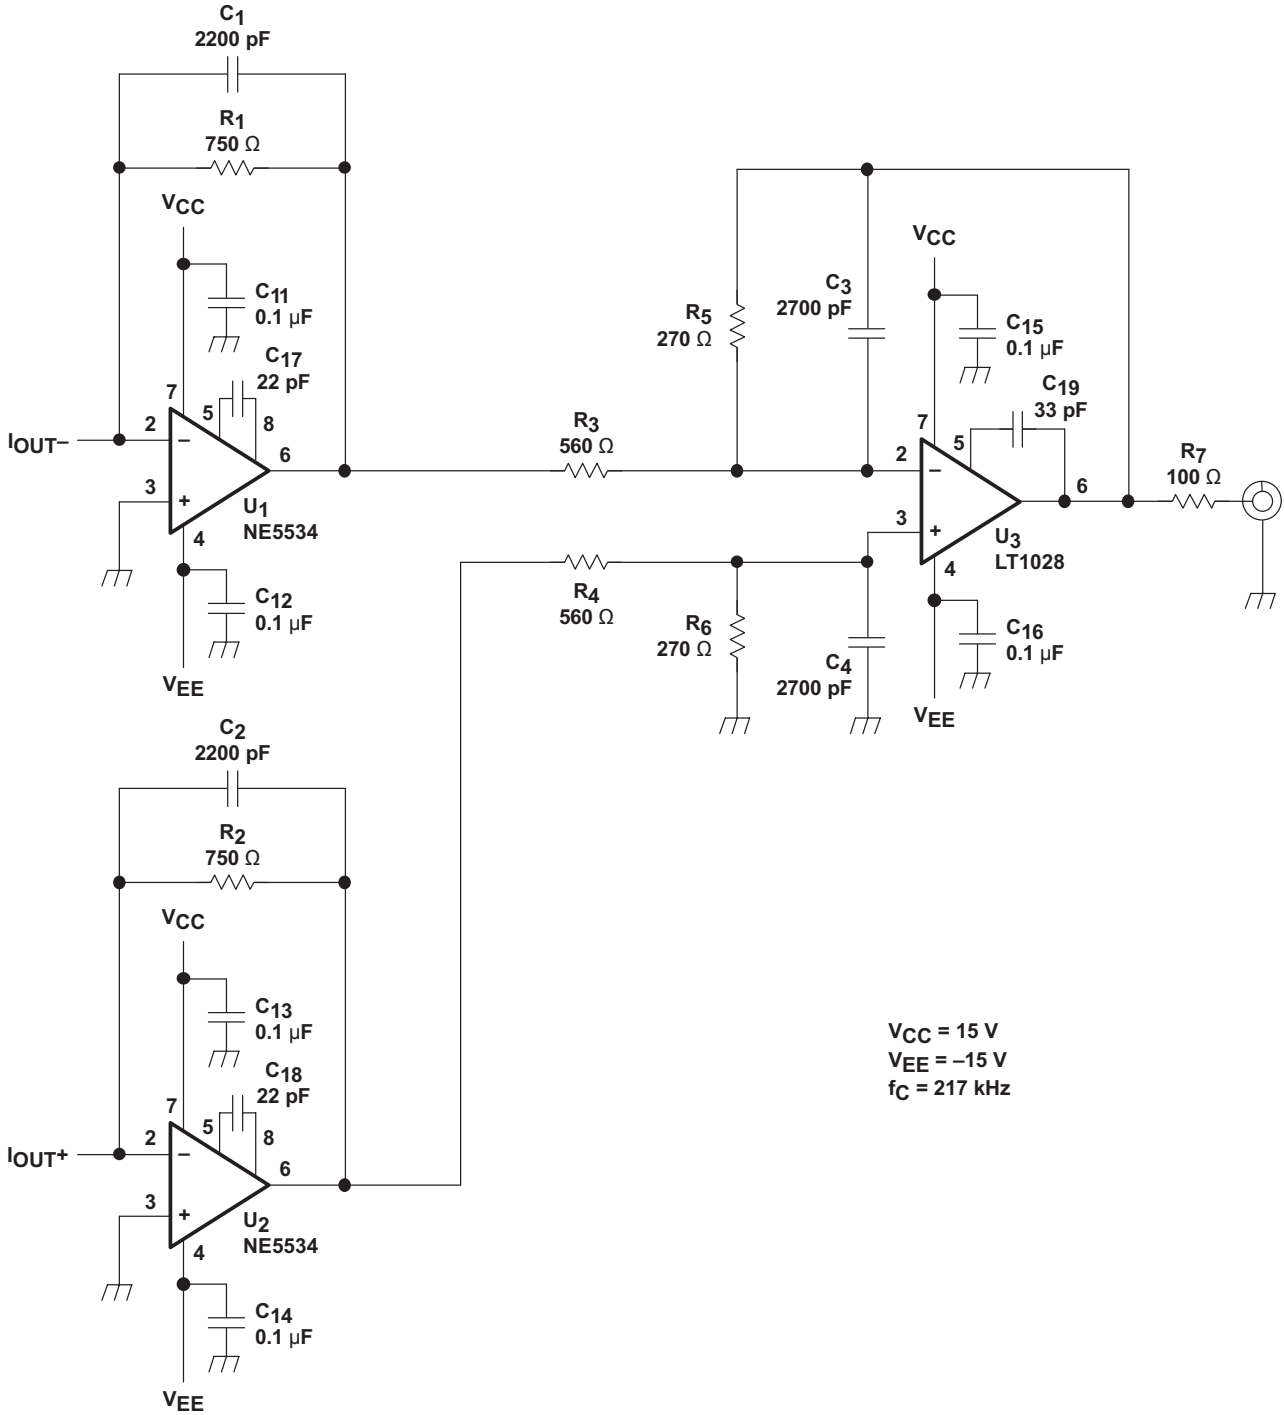 C1
2200 pF
R1
750 Ω
VCC
C11
0.1 µF
C17
22 pF
7
5
8
2
–
IOUT–
6
3
+
U1
NE5534
4
C12
0.1 µF
VEE
R3
560 Ω
R4
560 Ω
R5
270 Ω
C3
2700 pF
VCC
C15
0.1 µF
C19
33 pF
7
5
2
–
6
3
+
U3
LT1028
4
R7
100 Ω
R6
270 Ω
C4
2700 pF
C16
0.1 µF
VEE
C2
2200 pF
R2
750 Ω
VCC
C13
0.1 µF
C18
22 pF
7
5
8
2
–
IOUT+
6
3
+
U2
NE5534
4
C14
0.1 µF
VEE
VCC = 15 V
VEE = –15 V
fC = 217 kHz